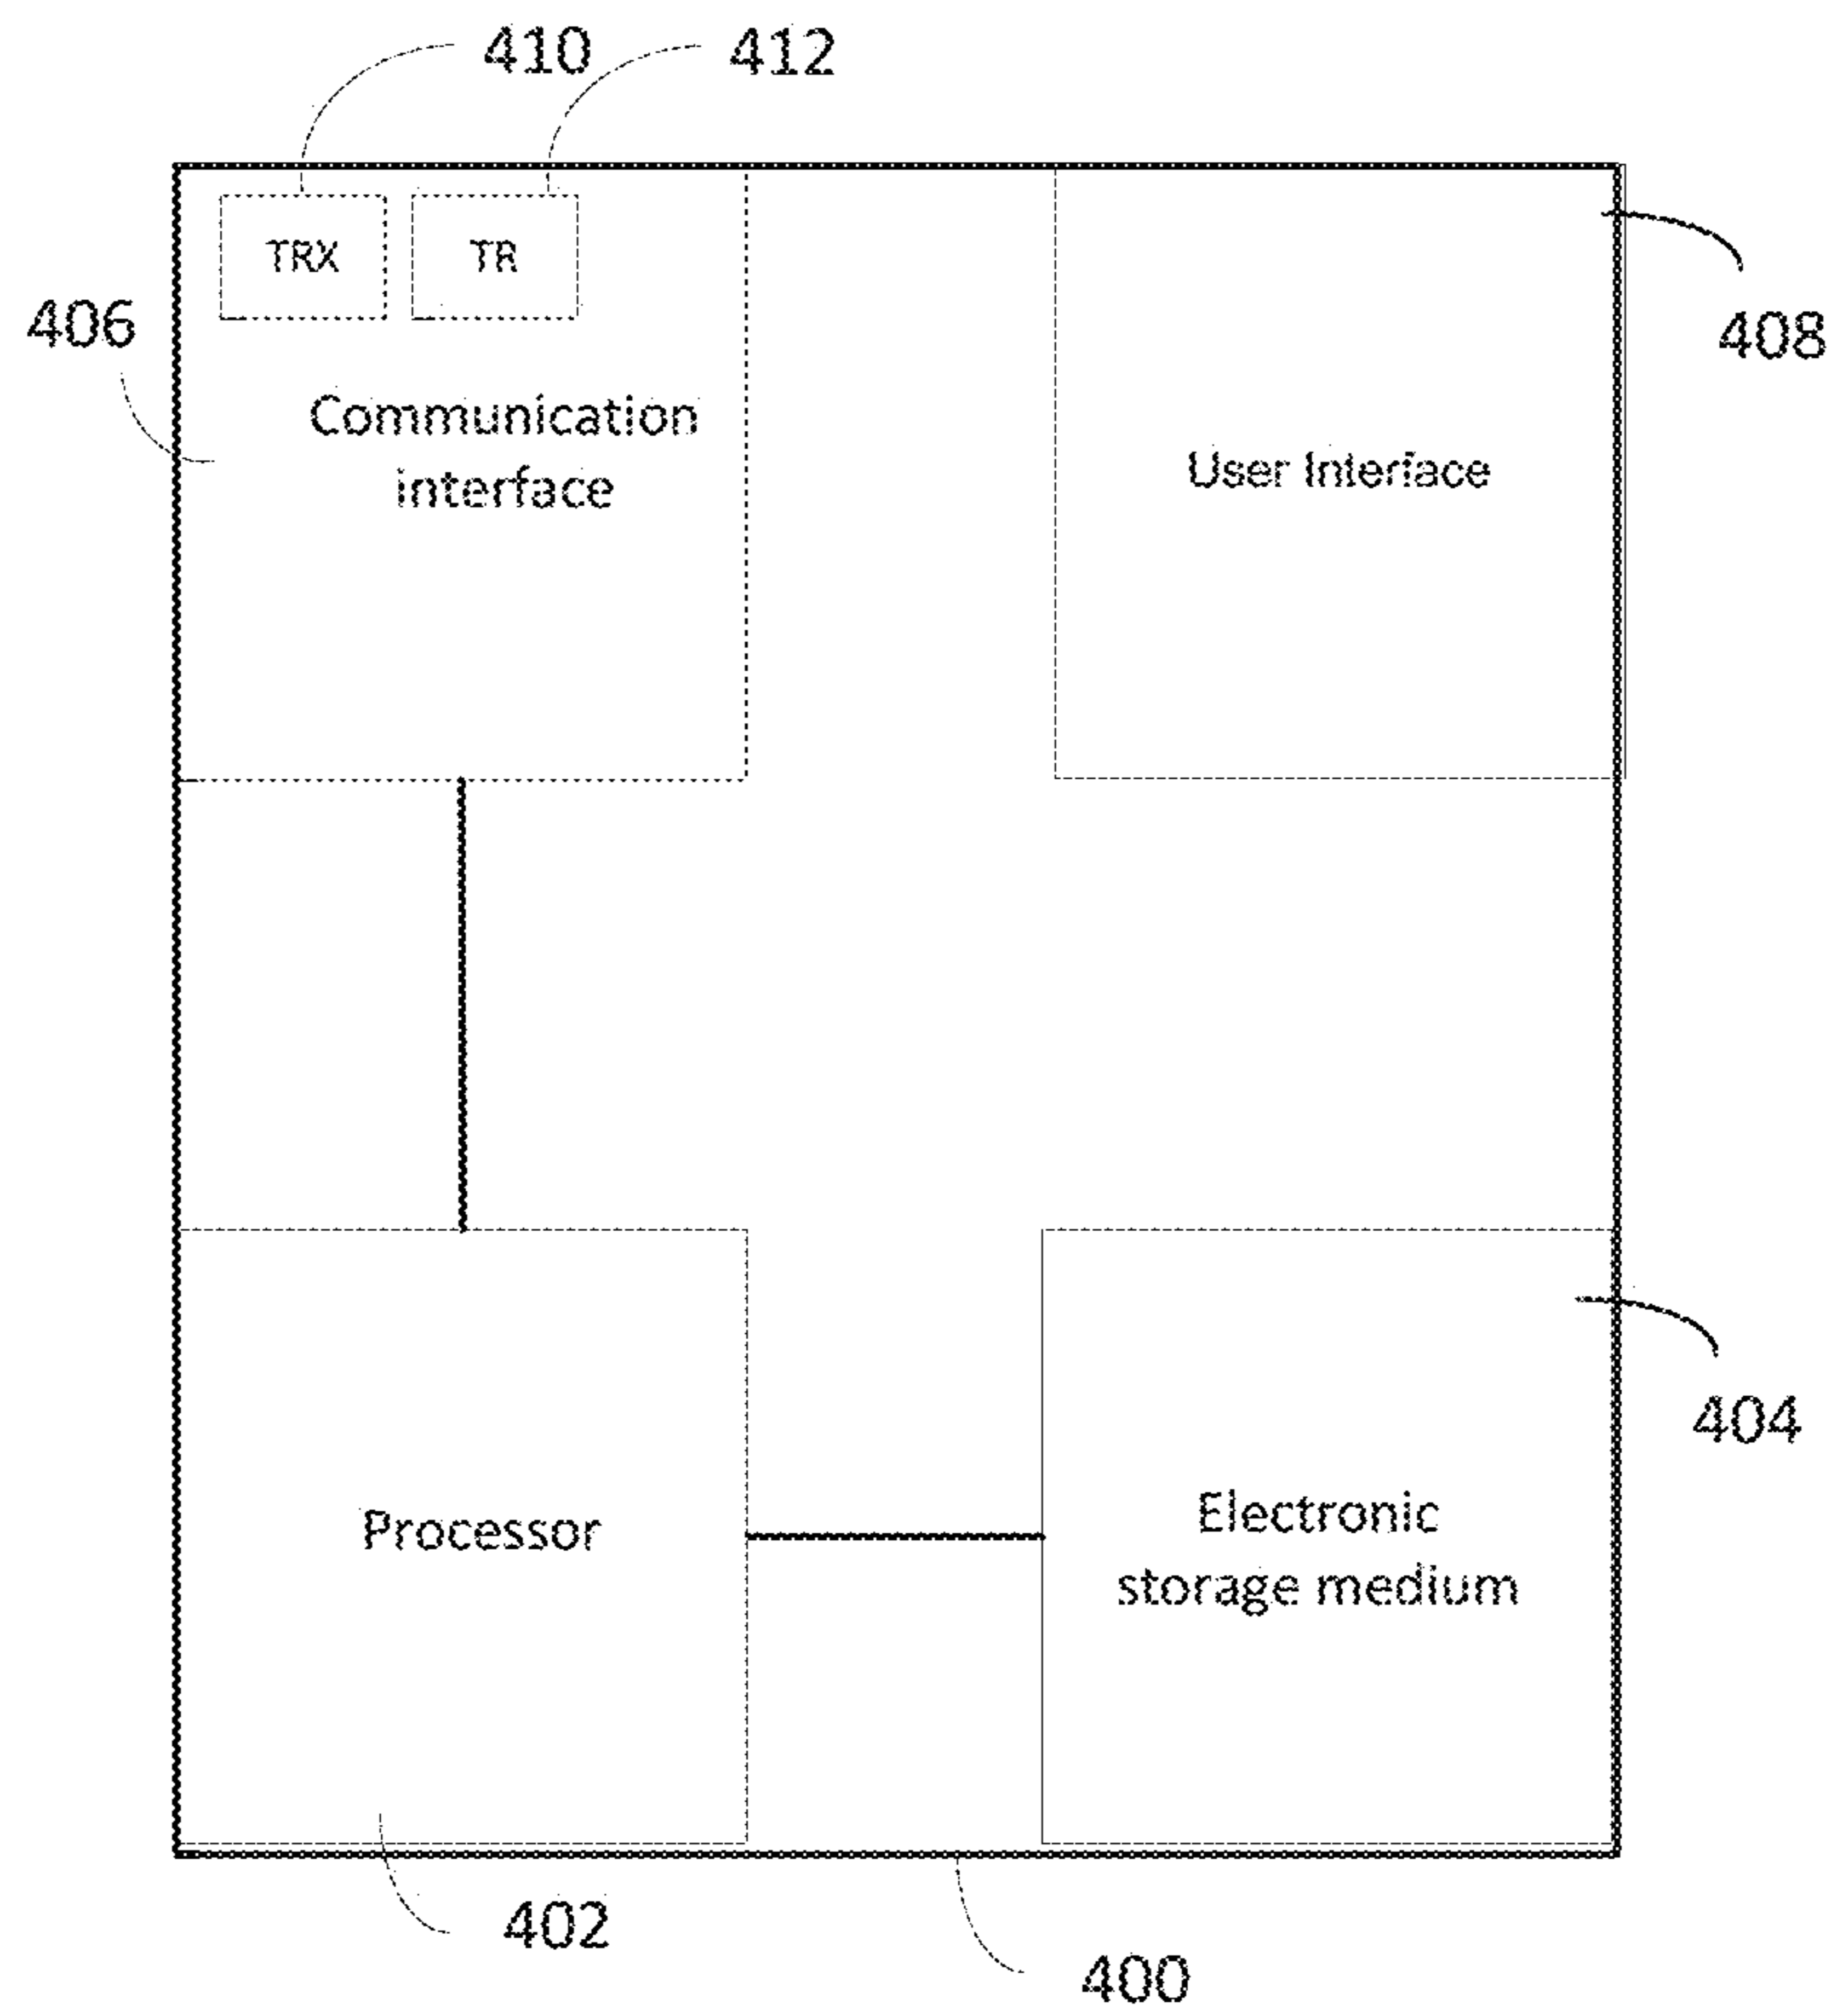 410
412
TRX
TR
406
408
Communication
interface
User Interface
404
Processor
Electronic
storage medium
402
400